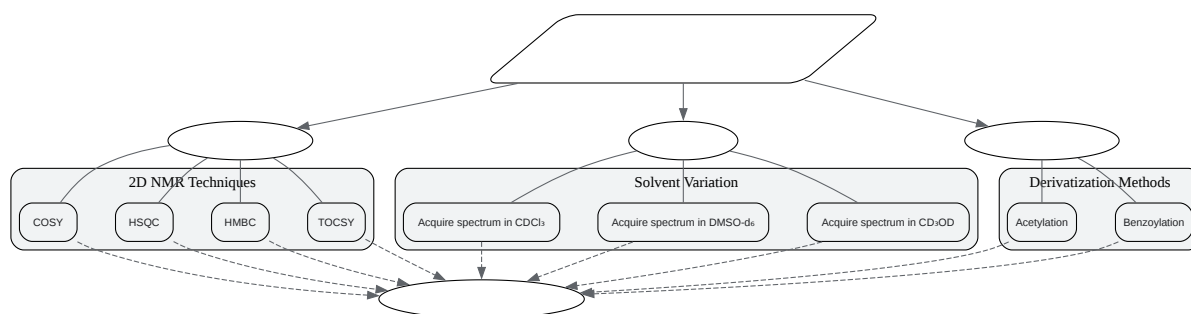 2D NMR Techniques
COSY
HSQC
HMBC
TOCSY
Solvent Variation
Acquire spectrum in CDCl₃
Acquire spectrum in DMSO-d₆
Acquire spectrum in CD₃OD
Derivatization Methods
Acetylation
Benzoylation